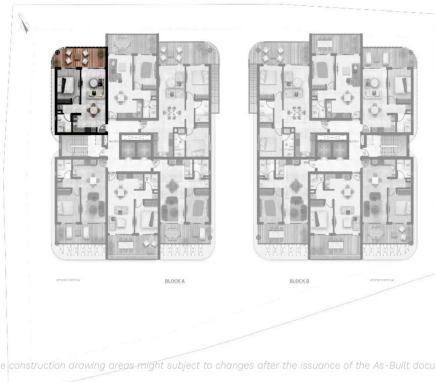 BLOCK A
BLOCK B
e construction drawing areas might subject to changes after the issuance of the As-Built docu